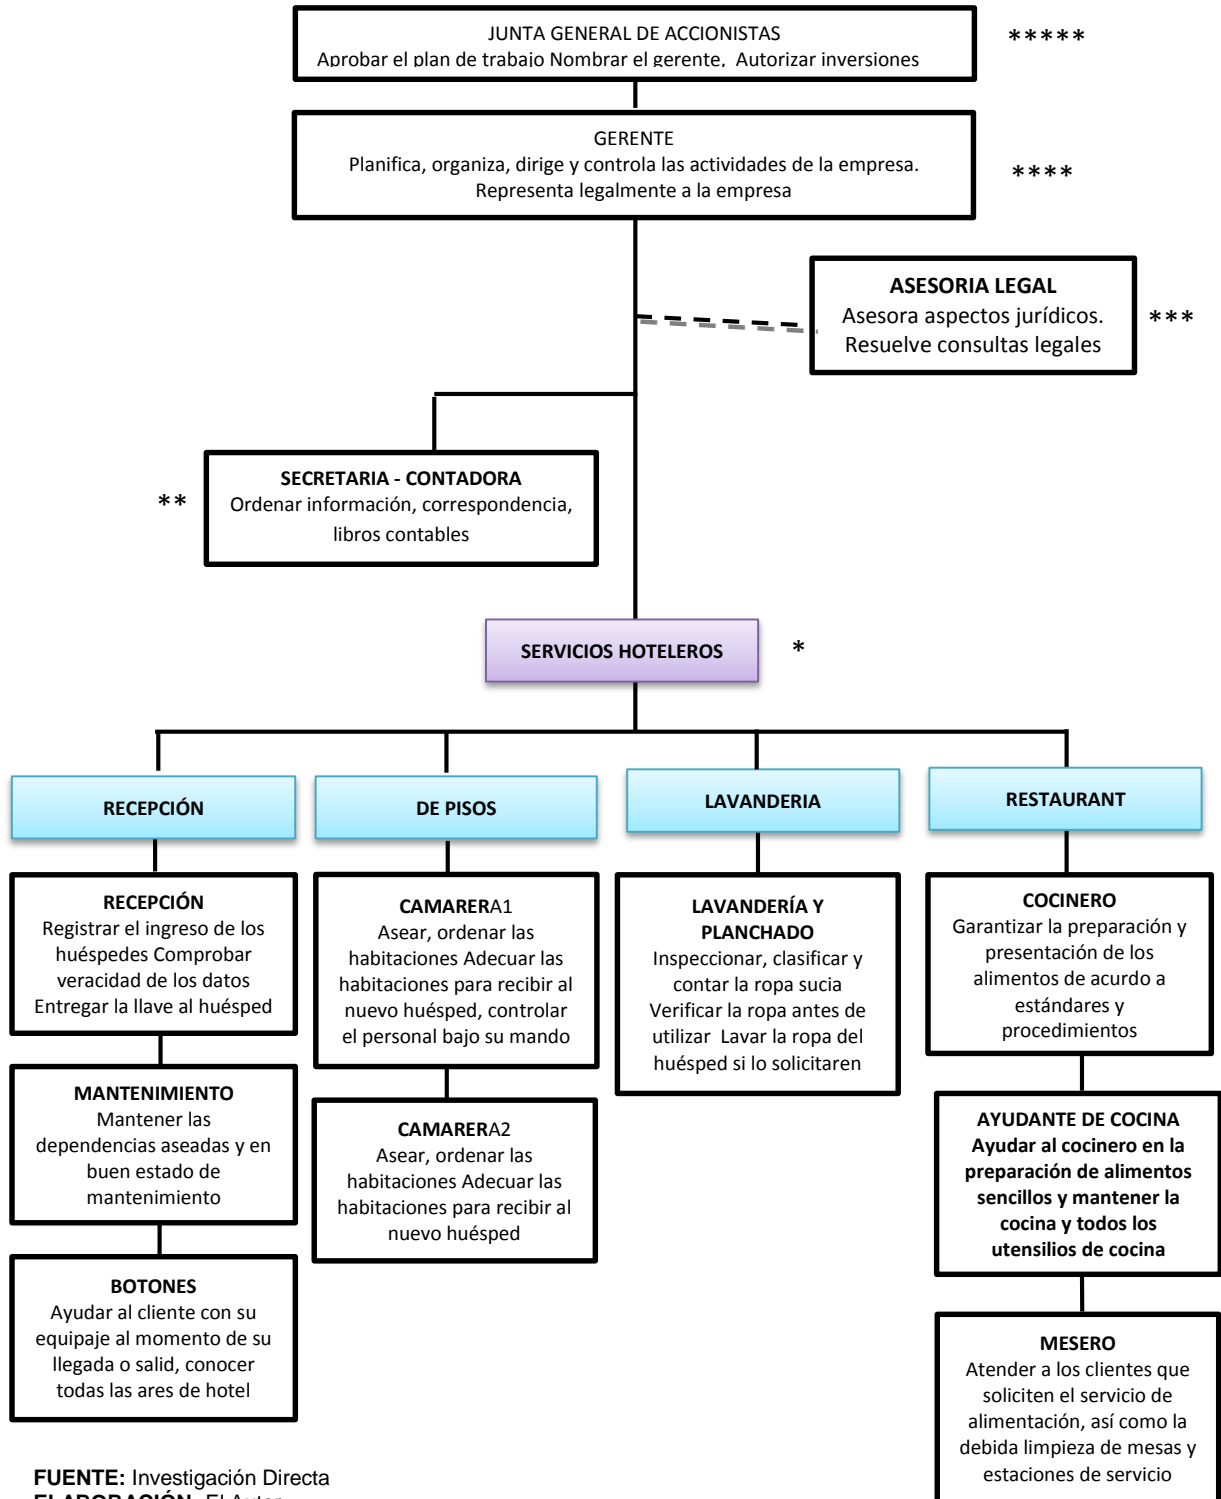 JUNTA GENERAL DE ACCIONISTAS
Aprobar el plan de trabajo Nombrar el gerente, Autorizar inversiones
*****
GERENTE
Planifica, organiza, dirige y controla las actividades de la empresa.
Representa legalmente a la empresa
****
ASESORIA LEGAL
Asesora aspectos jurídicos.
Resuelve consultas legales
***
SECRETARIA - CONTADORA
Ordenar información, correspondencia,
libros contables
**
SERVICIOS HOTELEROS
*
RECEPCIÓN
DE PISOS
LAVANDERIA
RESTAURANT
RECEPCIÓN
Registrar el ingreso de los
huéspedes Comprobar
veracidad de los datos
Entregar la llave al huésped
MANTENIMIENTO
Mantener las
dependencias aseadas y en
buen estado de
mantenimiento
BOTONES
Ayudar al cliente con su
equipaje al momento de su
llegada o salid, conocer
todas las ares de hotel
CAMARERA1
Asear, ordenar las
habitaciones Adecuar las
habitaciones para recibir al
nuevo huésped, controlar
el personal bajo su mando
CAMARERA2
Asear, ordenar las
habitaciones Adecuar las
habitaciones para recibir al
nuevo huésped
LAVANDERÍA Y
PLANCHADO
Inspeccionar, clasificar y
contar la ropa sucia
Verificar la ropa antes de
utilizar Lavar la ropa del
huésped si lo solicitaren
COCINERO
Garantizar la preparación y
presentación de los
alimentos de acurdo a
estándares y
procedimientos
AYUDANTE DE COCINA
Ayudar al cocinero en la
preparación de alimentos
sencillos y mantener la
cocina y todos los
utensilios de cocina
MESERO
Atender a los clientes que
soliciten el servicio de
alimentación, así como la
debida limpieza de mesas y
estaciones de servicio
FUENTE: Investigación Directa
ELABORACIÓN: El Autor